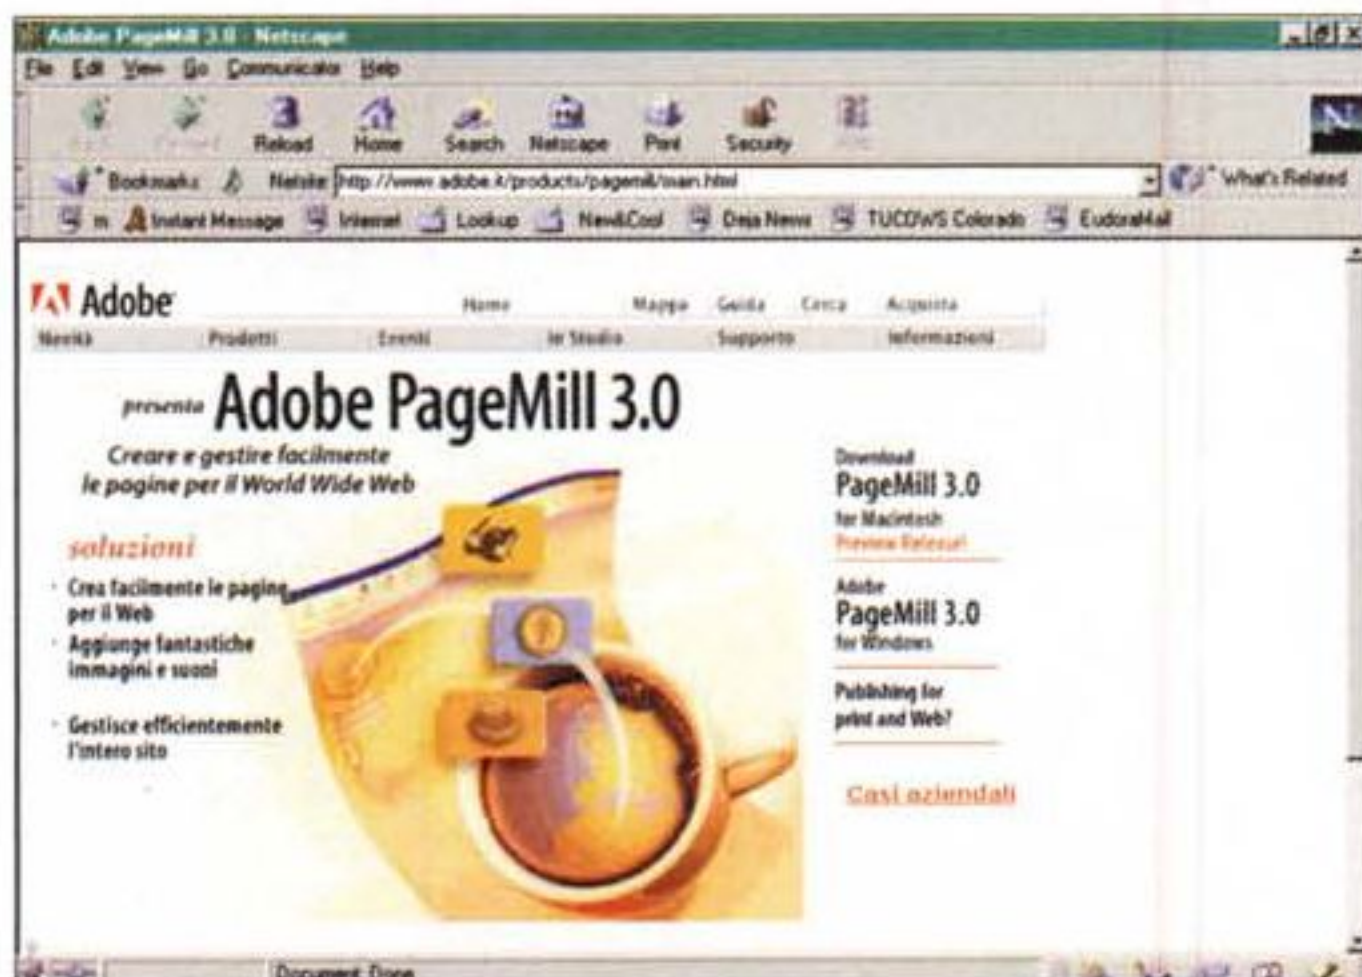 Adobe PageMill 3.0 - Netscape
File Edit View Go Communicator Help
Reload Home Search Netscape Print Security
Bookmarks Netsite http://www.adobe.it/products/pagemill/main.html What's Related
m Instant Message Internet Lookup New&Cool Deja News TUCOWS Colorado EudoraMail
Adobe
Home Mappa Guida Cerca Acquista
Novità Prodotti Eventi in Studio Supporto Informazioni
presenta Adobe PageMill 3.0
Creare e gestire facilmente
le pagine per il World Wide Web
soluzioni
· Crea facilmente le pagine
per il Web
· Aggiunge fantastiche
immagini e suoni
· Gestisce efficientemente
l'intero sito
Download
PageMill 3.0
for Macintosh
Adobe
PageMill 3.0
for Windows
Publishing for
print and Web?
Casi aziendali
Document: Done